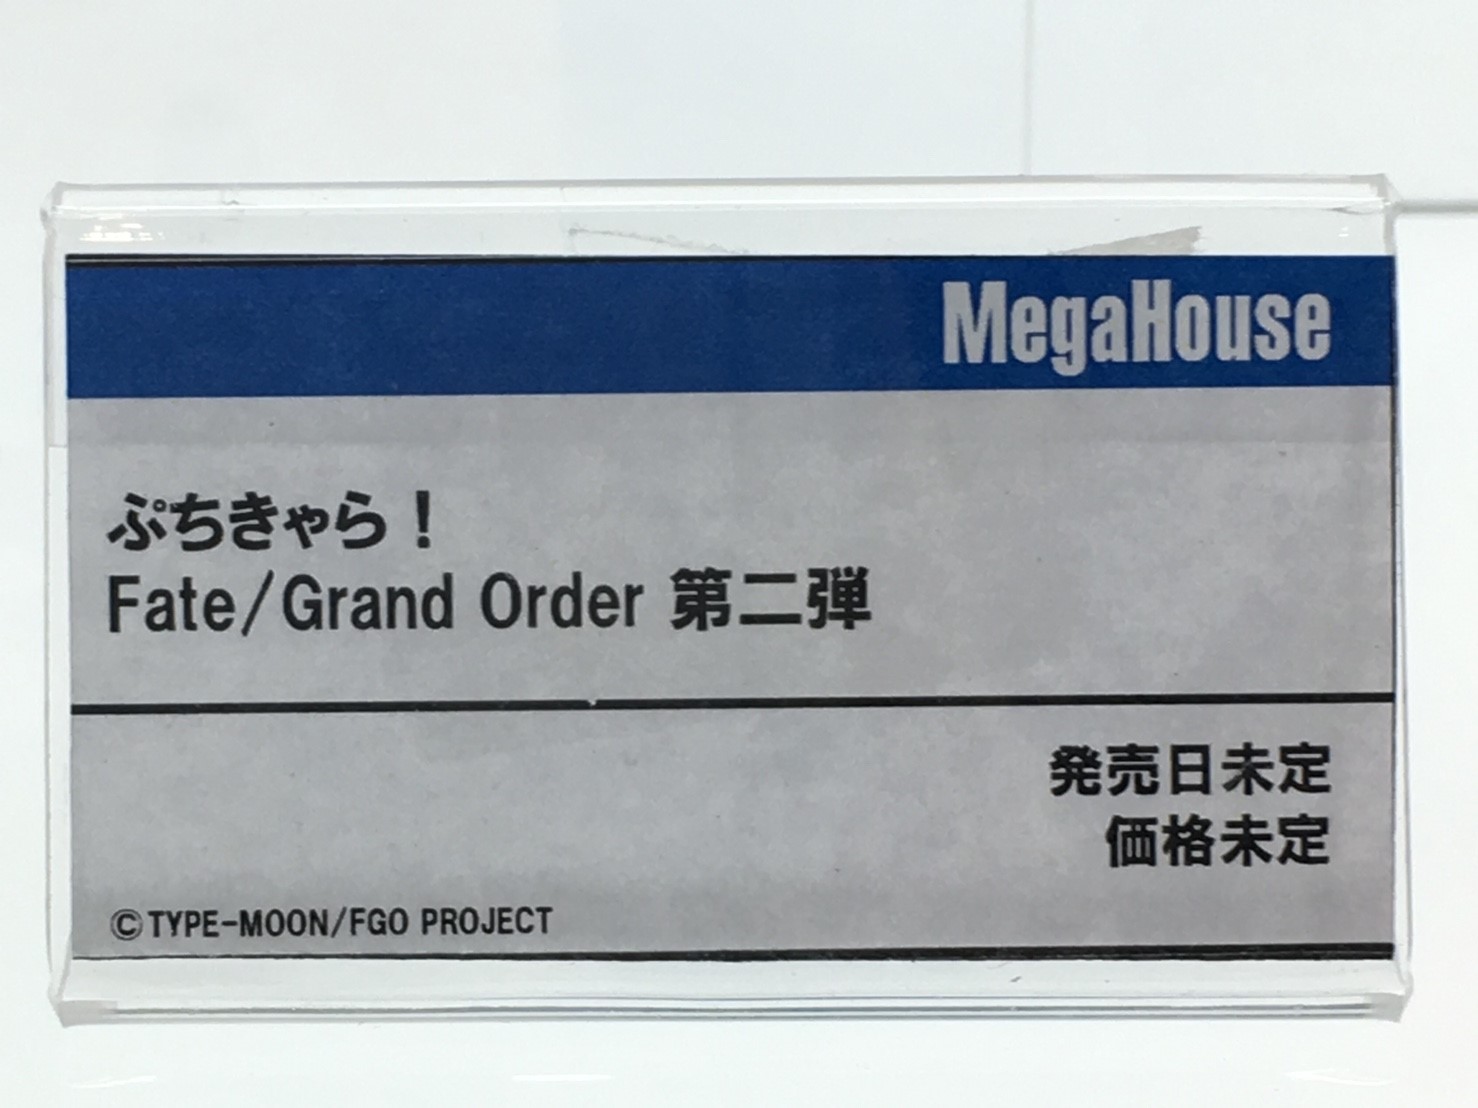 MegaHouse
ぷちきゃら！
Fate/Grand Order 第二弾
発売日未定
価格未定
©TYPE-MOON/FGO PROJECT